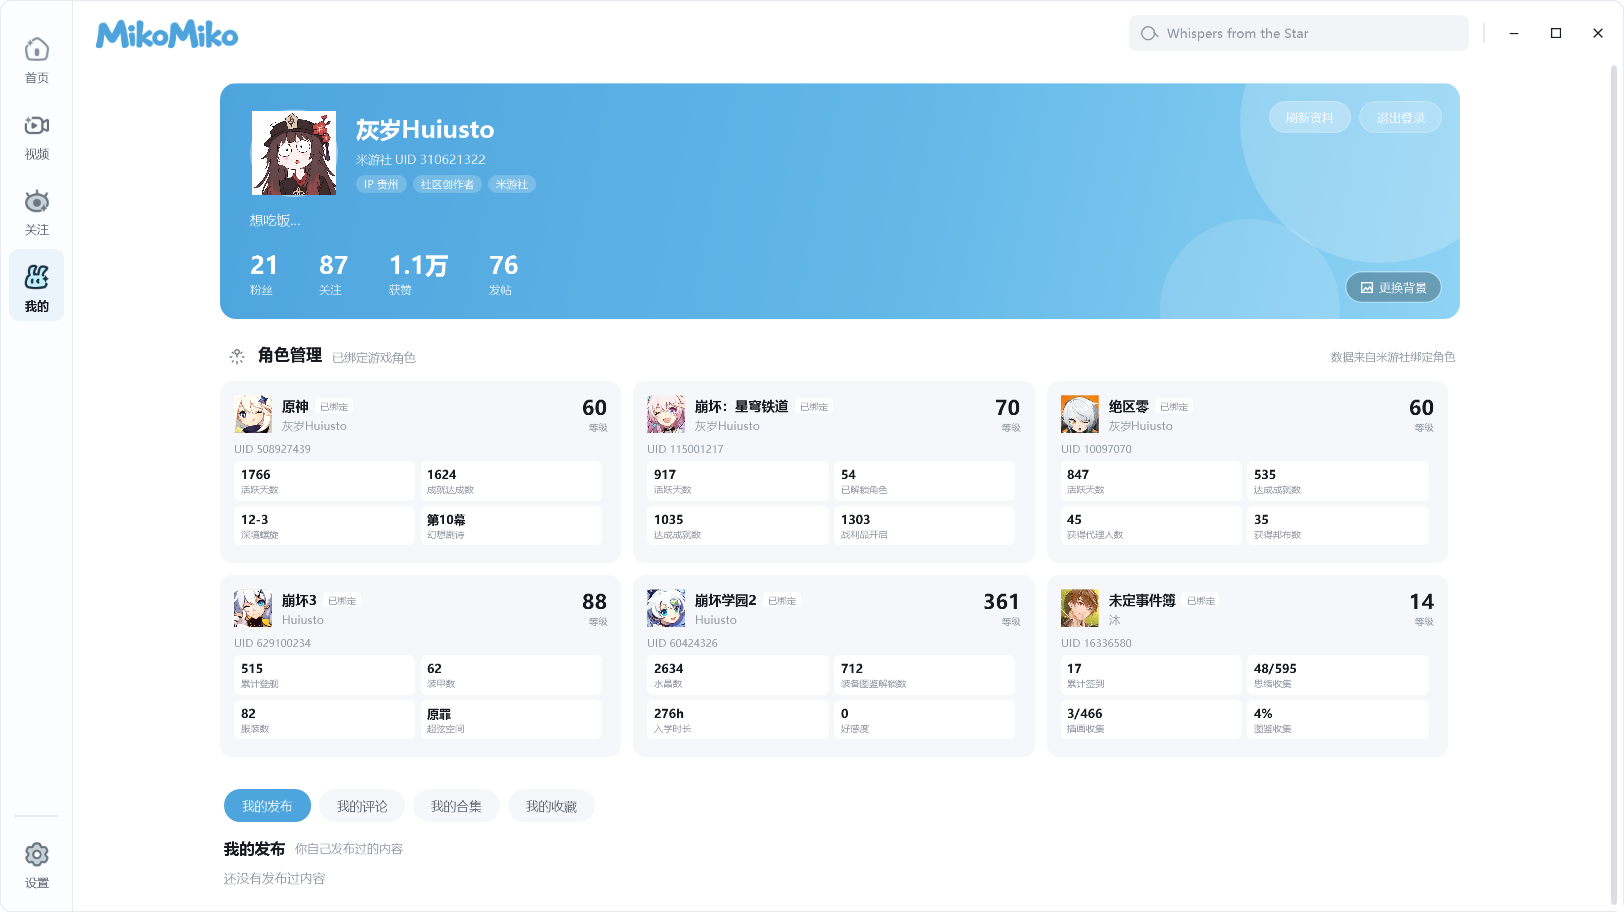 MikoMiko
Whispers from the Star
首页
视频
关注
我的
设置
刷新资料
退出登录
灰岁Huiusto
米游社 UID 310621322
IP 贵州
社区创作者
米游社
想吃饭...
21
87
1.1万
76
粉丝
关注
获赞
发帖
更换背景
角色管理 已绑定游戏角色
数据来自米游社绑定角色
原神 已绑定
灰岁Huiusto
60
等级
UID 508927439
1766
活跃天数
1624
成就达成数
12-3
深境螺旋
第10幕
幻想剧诗
崩坏：星穹铁道 已绑定
灰岁Huiusto
70
等级
UID 115001217
917
活跃天数
54
已解锁角色
1035
达成成就数
1303
战利品开启
绝区零 已绑定
灰岁Huiusto
60
等级
UID 10097070
847
活跃天数
535
达成成就数
45
获得代理人数
35
获得邦布数
崩坏3 已绑定
Huiusto
88
等级
UID 629100234
515
累计登舰
62
装甲数
82
服装数
原罪
超弦空间
崩坏学园2 已绑定
Huiusto
361
等级
UID 60424326
2634
水晶数
712
装备图鉴解锁数
276h
入学时长
0
好感度
未定事件簿 已绑定
沐
14
等级
UID 16336580
17
累计签到
48/595
思绪收集
3/466
插画收集
4%
图鉴收集
我的发布
我的评论
我的合集
我的收藏
我的发布 你自己发布过的内容
还没有发布过内容